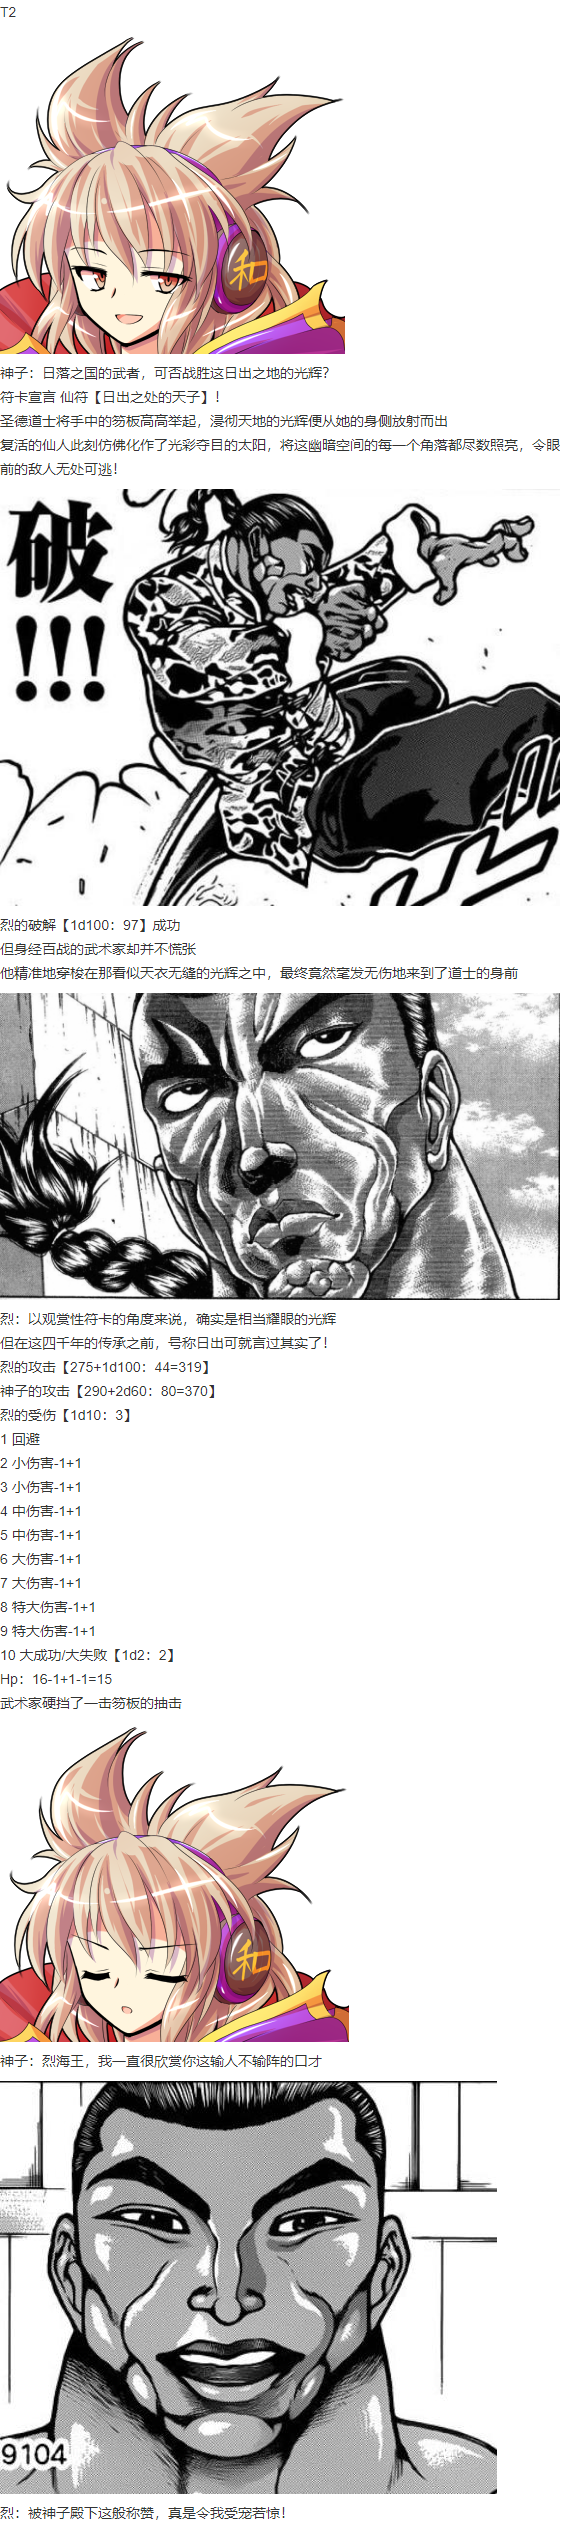 T2
和
神子：日落之国的武者，可否战胜这日出之地的光辉？
符卡宣言 仙符【日出之处的天子】！
圣德道士将手中的笏板高高举起，浸彻天地的光辉便从她的身侧放射而出
复活的仙人此刻仿佛化作了光彩夺目的太阳，将这幽暗空间的每一个角落都尽数照亮，令眼
前的敌人无处可逃！
破
!!!
烈的破解【1d100：97】成功
但身经百战的武术家却并不慌张
他精准地穿梭在那看似天衣无缝的光辉之中，最终竟然毫发无伤地来到了道士的身前
烈：以观赏性符卡的角度来说，确实是相当耀眼的光辉
但在这四千年的传承之前，号称日出可就言过其实了！
烈的攻击【275+1d100：44=319】
神子的攻击【290+2d60：80=370】
烈的受伤【1d10：3】
1 回避
2 小伤害-1+1
3 小伤害-1+1
4 中伤害-1+1
5 中伤害-1+1
6 大伤害-1+1
7 大伤害-1+1
8 特大伤害-1+1
9 特大伤害-1+1
10 大成功/大失败【1d2：2】
Hp：16-1+1-1=15
武术家硬挡了一击笏板的抽击
和
神子：烈海王，我一直很欣赏你这输人不输阵的口才
9104
烈：被神子殿下这般称赞，真是令我受宠若惊！